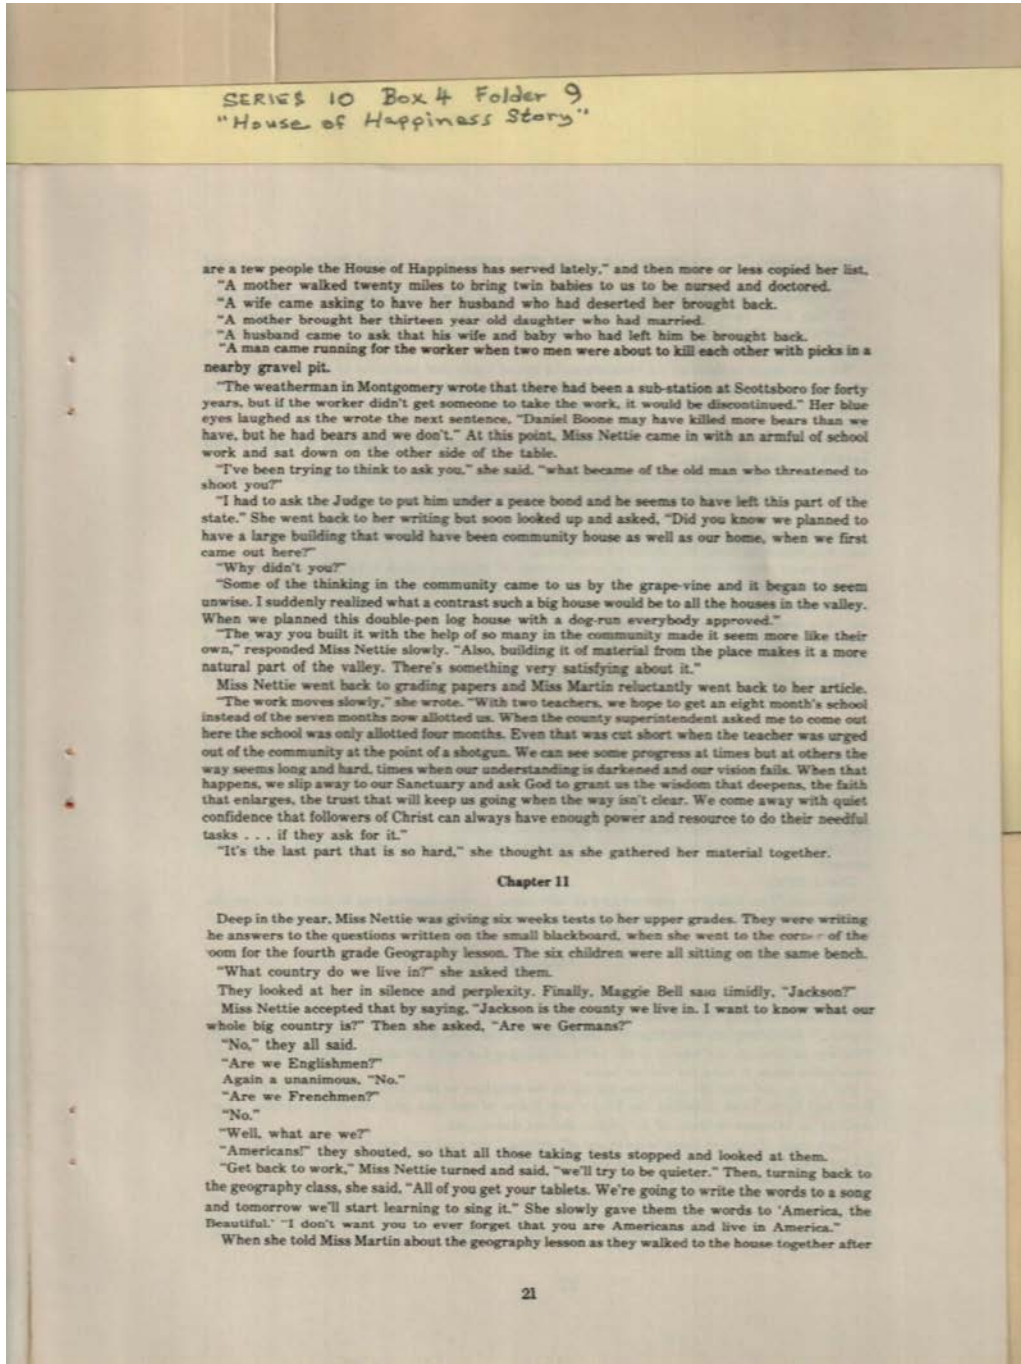 SERIES 10 Box 4 Folder 9
"House of Happiness Story"
are a few people the House of Happiness has served lately," and then more or less copied her list.
"A mother walked twenty miles to bring twin babies to us to be nursed and doctored.
"A wife came asking to have her husband who had deserted her brought back.
"A mother brought her thirteen year old daughter who had married.
"A husband came to ask that his wife and baby who had left him be brought back.
"A man came running for the worker when two men were about to kill each other with picks in a
nearby gravel pit.
"The weatherman in Montgomery wrote that there had been a sub-station at Scottsboro for forty
years, but if the worker didn't get someone to take the work, it would be discontinued." Her blue
eyes laughed as the wrote the next sentence, "Daniel Boone may have killed more bears than we
have, but he had bears and we don't." At this point, Miss Nettie came in with an armful of school
work and sat down on the other side of the table.
"I've been trying to think to ask you," she said, "what became of the old man who threatened to
shoot you?"
"I had to ask the Judge to put him under a peace bond and he seems to have left this part of the
state." She went back to her writing but soon looked up and asked, "Did you know we planned to
have a large building that would have been community house as well as our home, when we first
came out here?"
"Why didn't you?"
"Some of the thinking in the community came to us by the grape-vine and it began to seem
unwise. I suddenly realized what a contrast such a big house would be to all the houses in the valley.
When we planned this double-pen log house with a dog-run everybody approved."
"The way you built it with the help of so many in the community made it seem more like their
own," responded Miss Nettie slowly. "Also, building it of material from the place makes it a more
natural part of the valley. There's something very satisfying about it."
Miss Nettie went back to grading papers and Miss Martin reluctantly went back to her article.
"The work moves slowly," she wrote. "With two teachers, we hope to get an eight month's school
instead of the seven months now allotted us. When the county superintendent asked me to come out
here the school was only allotted four months. Even that was cut short when the teacher was urged
out of the community at the point of a shotgun. We can see some progress at times but at others the
way seems long and hard, times when our understanding is darkened and our vision fails. When that
happens, we slip away to our Sanctuary and ask God to grant us the wisdom that deepens, the faith
that enlarges, the trust that will keep us going when the way isn't clear. We come away with quiet
confidence that followers of Christ can always have enough power and resource to do their needful
tasks . . . if they ask for it."
"It's the last part that is so hard," she thought as she gathered her material together.
Chapter 11
Deep in the year, Miss Nettie was giving six weeks tests to her upper grades. They were writing
he answers to the questions written on the small blackboard, when she went to the corner of the
oom for the fourth grade Geography lesson. The six children were all sitting on the same bench.
"What country do we live in?" she asked them.
They looked at her in silence and perplexity. Finally, Maggie Bell said timidly, "Jackson?"
Miss Nettie accepted that by saying, "Jackson is the county we live in. I want to know what our
whole big country is?" Then she asked, "Are we Germans?"
"No," they all said.
"Are we Englishmen?"
Again a unanimous, "No."
"Are we Frenchmen?"
"No."
"Well, what are we?"
"Americans!" they shouted, so that all those taking tests stopped and looked at them.
"Get back to work," Miss Nettie turned and said, "we'll try to be quieter." Then, turning back to
the geography class, she said, "All of you get your tablets. We're going to write the words to a song
and tomorrow we'll start learning to sing it." She slowly gave them the words to 'America, the
Beautiful.' "I don't want you to ever forget that you are Americans and live in America."
When she told Miss Martin about the geography lesson as they walked to the house together after
21